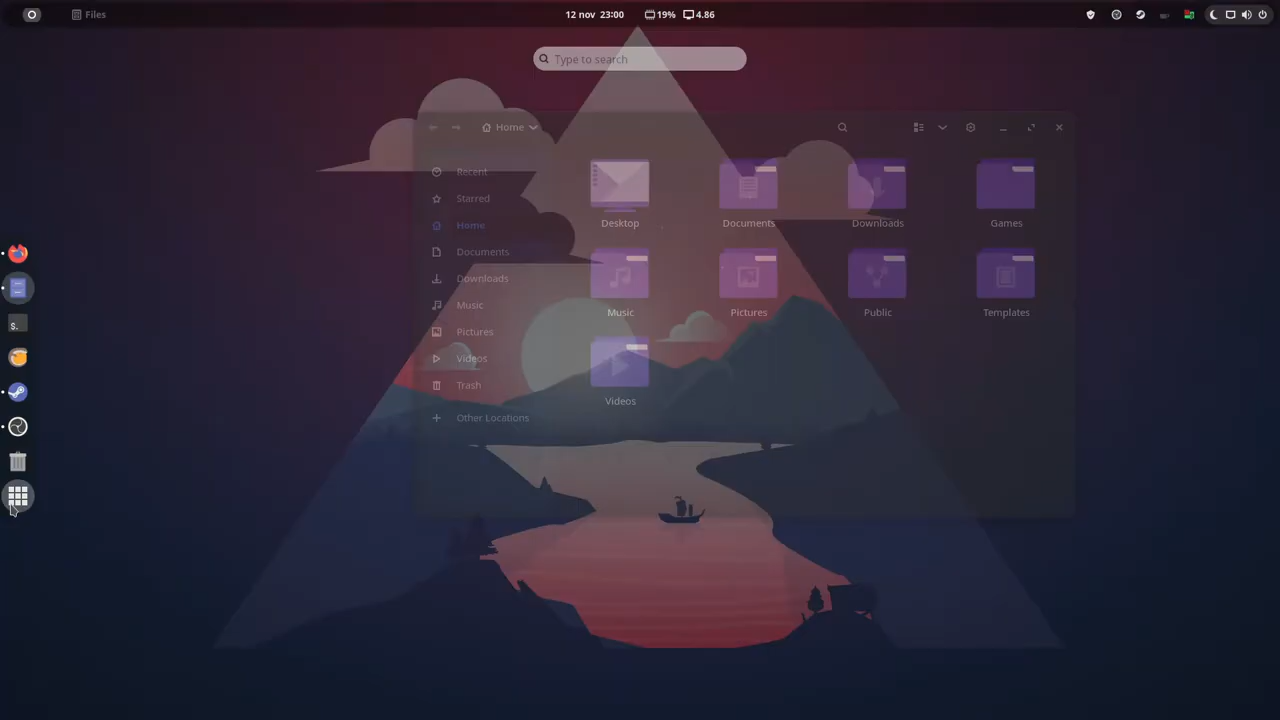 Files
12 nov 23:00
19%
4.86
Type to search
Home
Recent
Starred
Home
Documents
Downloads
Music
Pictures
Videos
Trash
Other Locations
Desktop
Documents
Downloads
Games
Music
Pictures
Public
Templates
Videos
$.